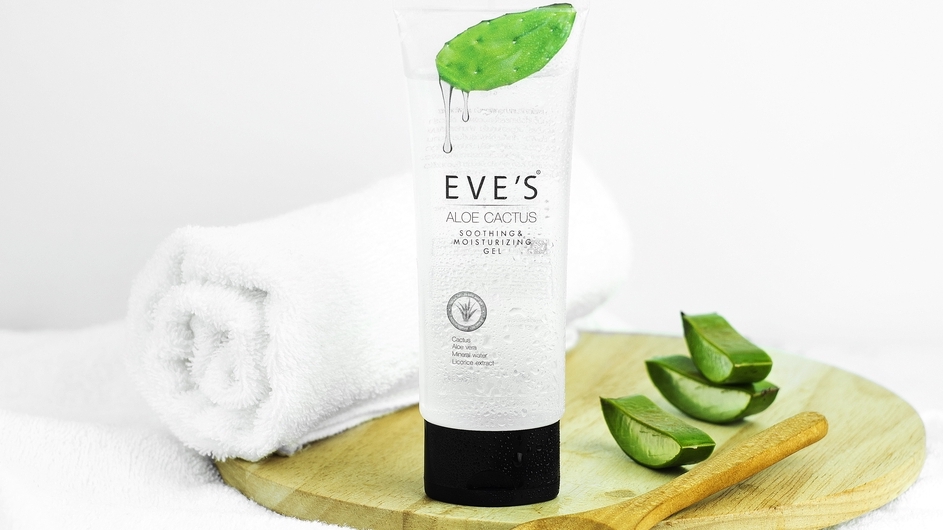 EVE'S®
ALOE CACTUS
SOOTHING&
MOISTURIZING
GEL
Cactus
Aloe vera
Mineral water
Licorice extract